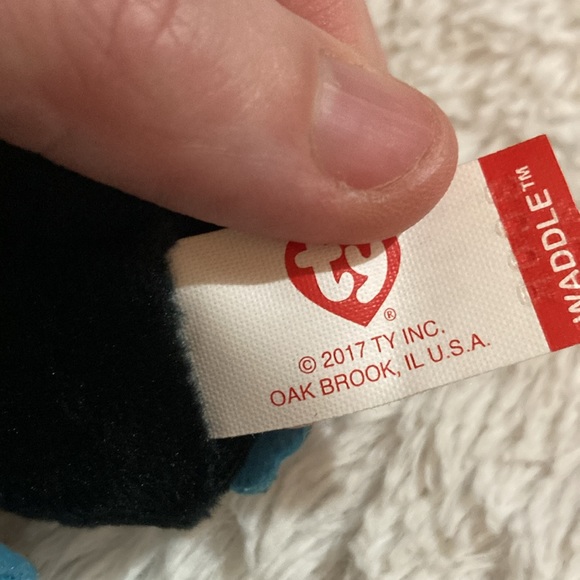 ty
®
© 2017 TY INC.
OAK BROOK, IL U.S.A.
WADDLE™